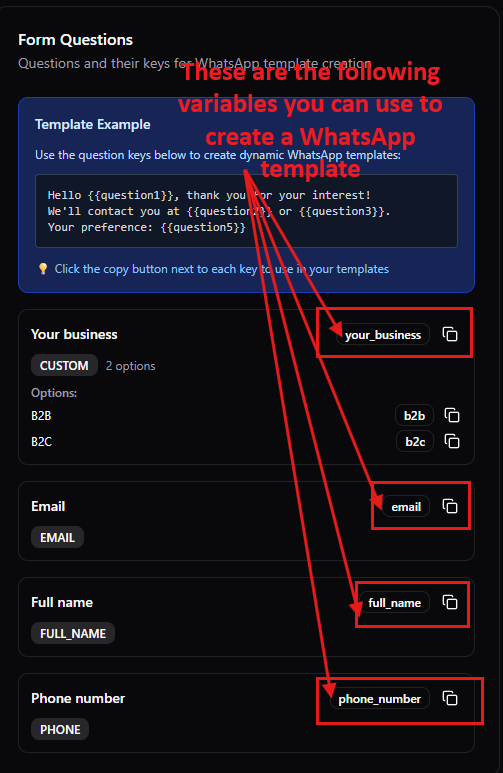 Form Questions
Questions and their keys for WhatsApp template creation
These are the following
variables you can use to
create a WhatsApp
template
Template Example
Use the question keys below to create dynamic WhatsApp templates:
Hello {{question1}}, thank you for your interest!
We'll contact you at {{question2}} or {{question3}}.
Your preference: {{question5}}
💡 Click the copy button next to each key to use in your templates
Your business your_business
CUSTOM 2 options
Options:
B2B b2b
B2C b2c
Email email
EMAIL
Full name full_name
FULL_NAME
Phone number phone_number
PHONE